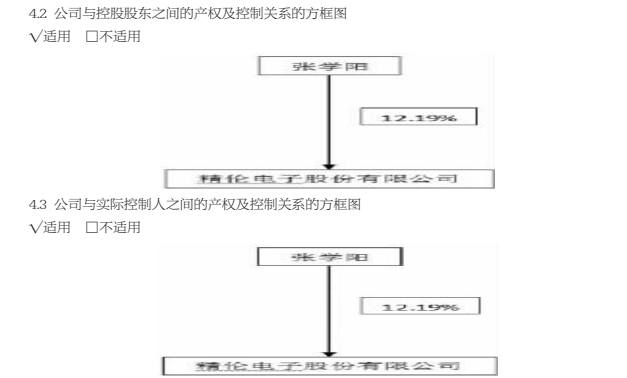 4.2 公司与控股股东之间的产权及控制关系的方框图
√适用 □不适用
张学阳
12.19%
精伦电子股份有限公司
4.3 公司与实际控制人之间的产权及控制关系的方框图
√适用 □不适用
张学阳
12.19%
精伦电子股份有限公司